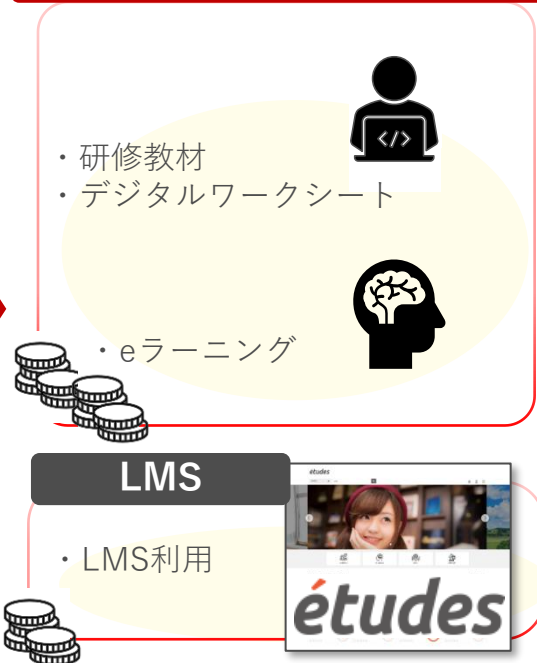 </>
・研修教材
・デジタルワークシート
・eラーニング
LMS
études
・LMS利用
études